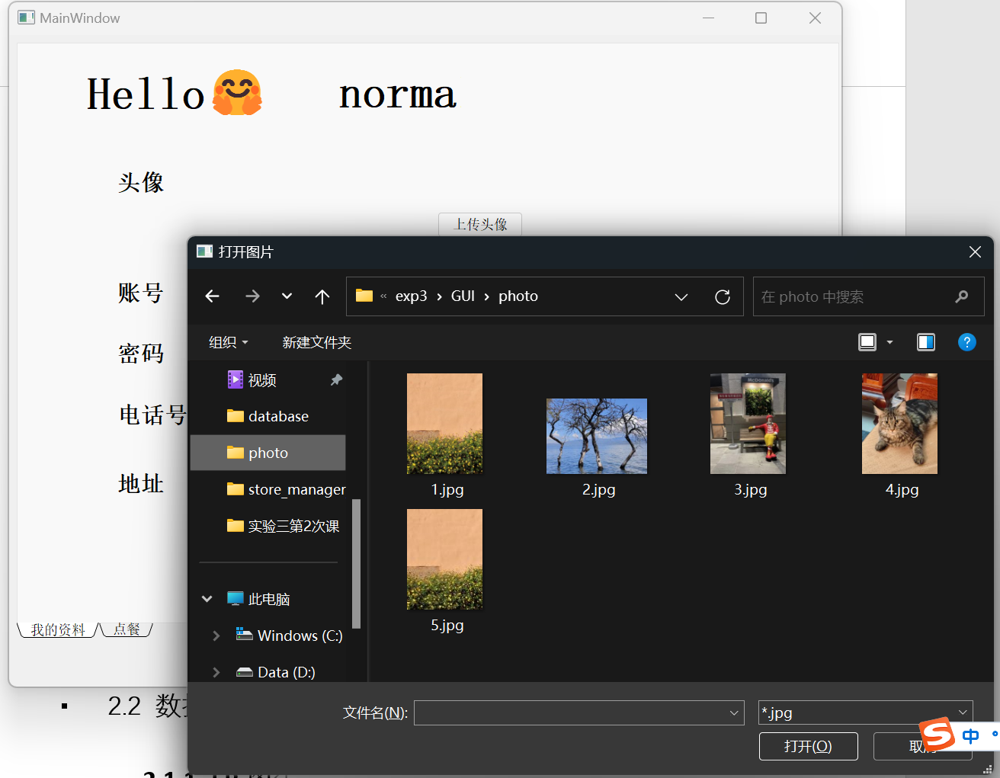 MainWindow
Hello🤗 norma
头像
上传头像
账号
密码
电话号
地址
我的资料 点餐
打开图片
« exp3 › GUI › photo
在 photo 中搜索
组织 新建文件夹
视频
database
photo
store_manager
实验三第2次课
此电脑
Windows (C:)
Data (D:)
1.jpg 2.jpg 3.jpg 4.jpg
5.jpg
文件名(N): *.jpg
打开(O)
中
2.2